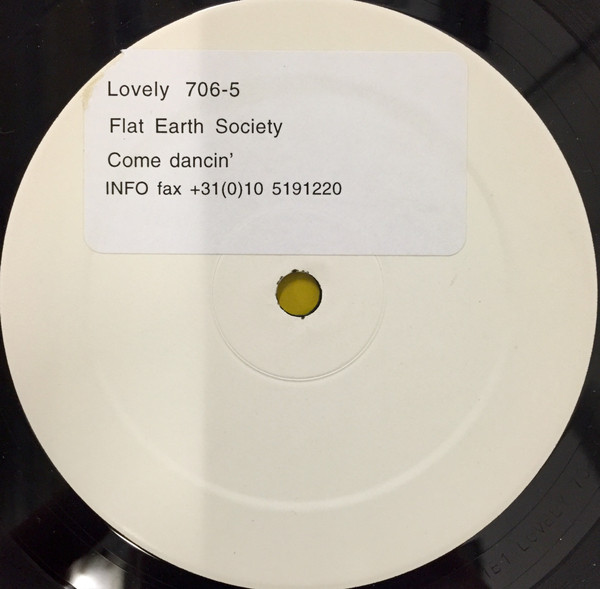 Lovely 706-5
Flat Earth Society
Come dancin'
INFO fax +31(0)10 5191220